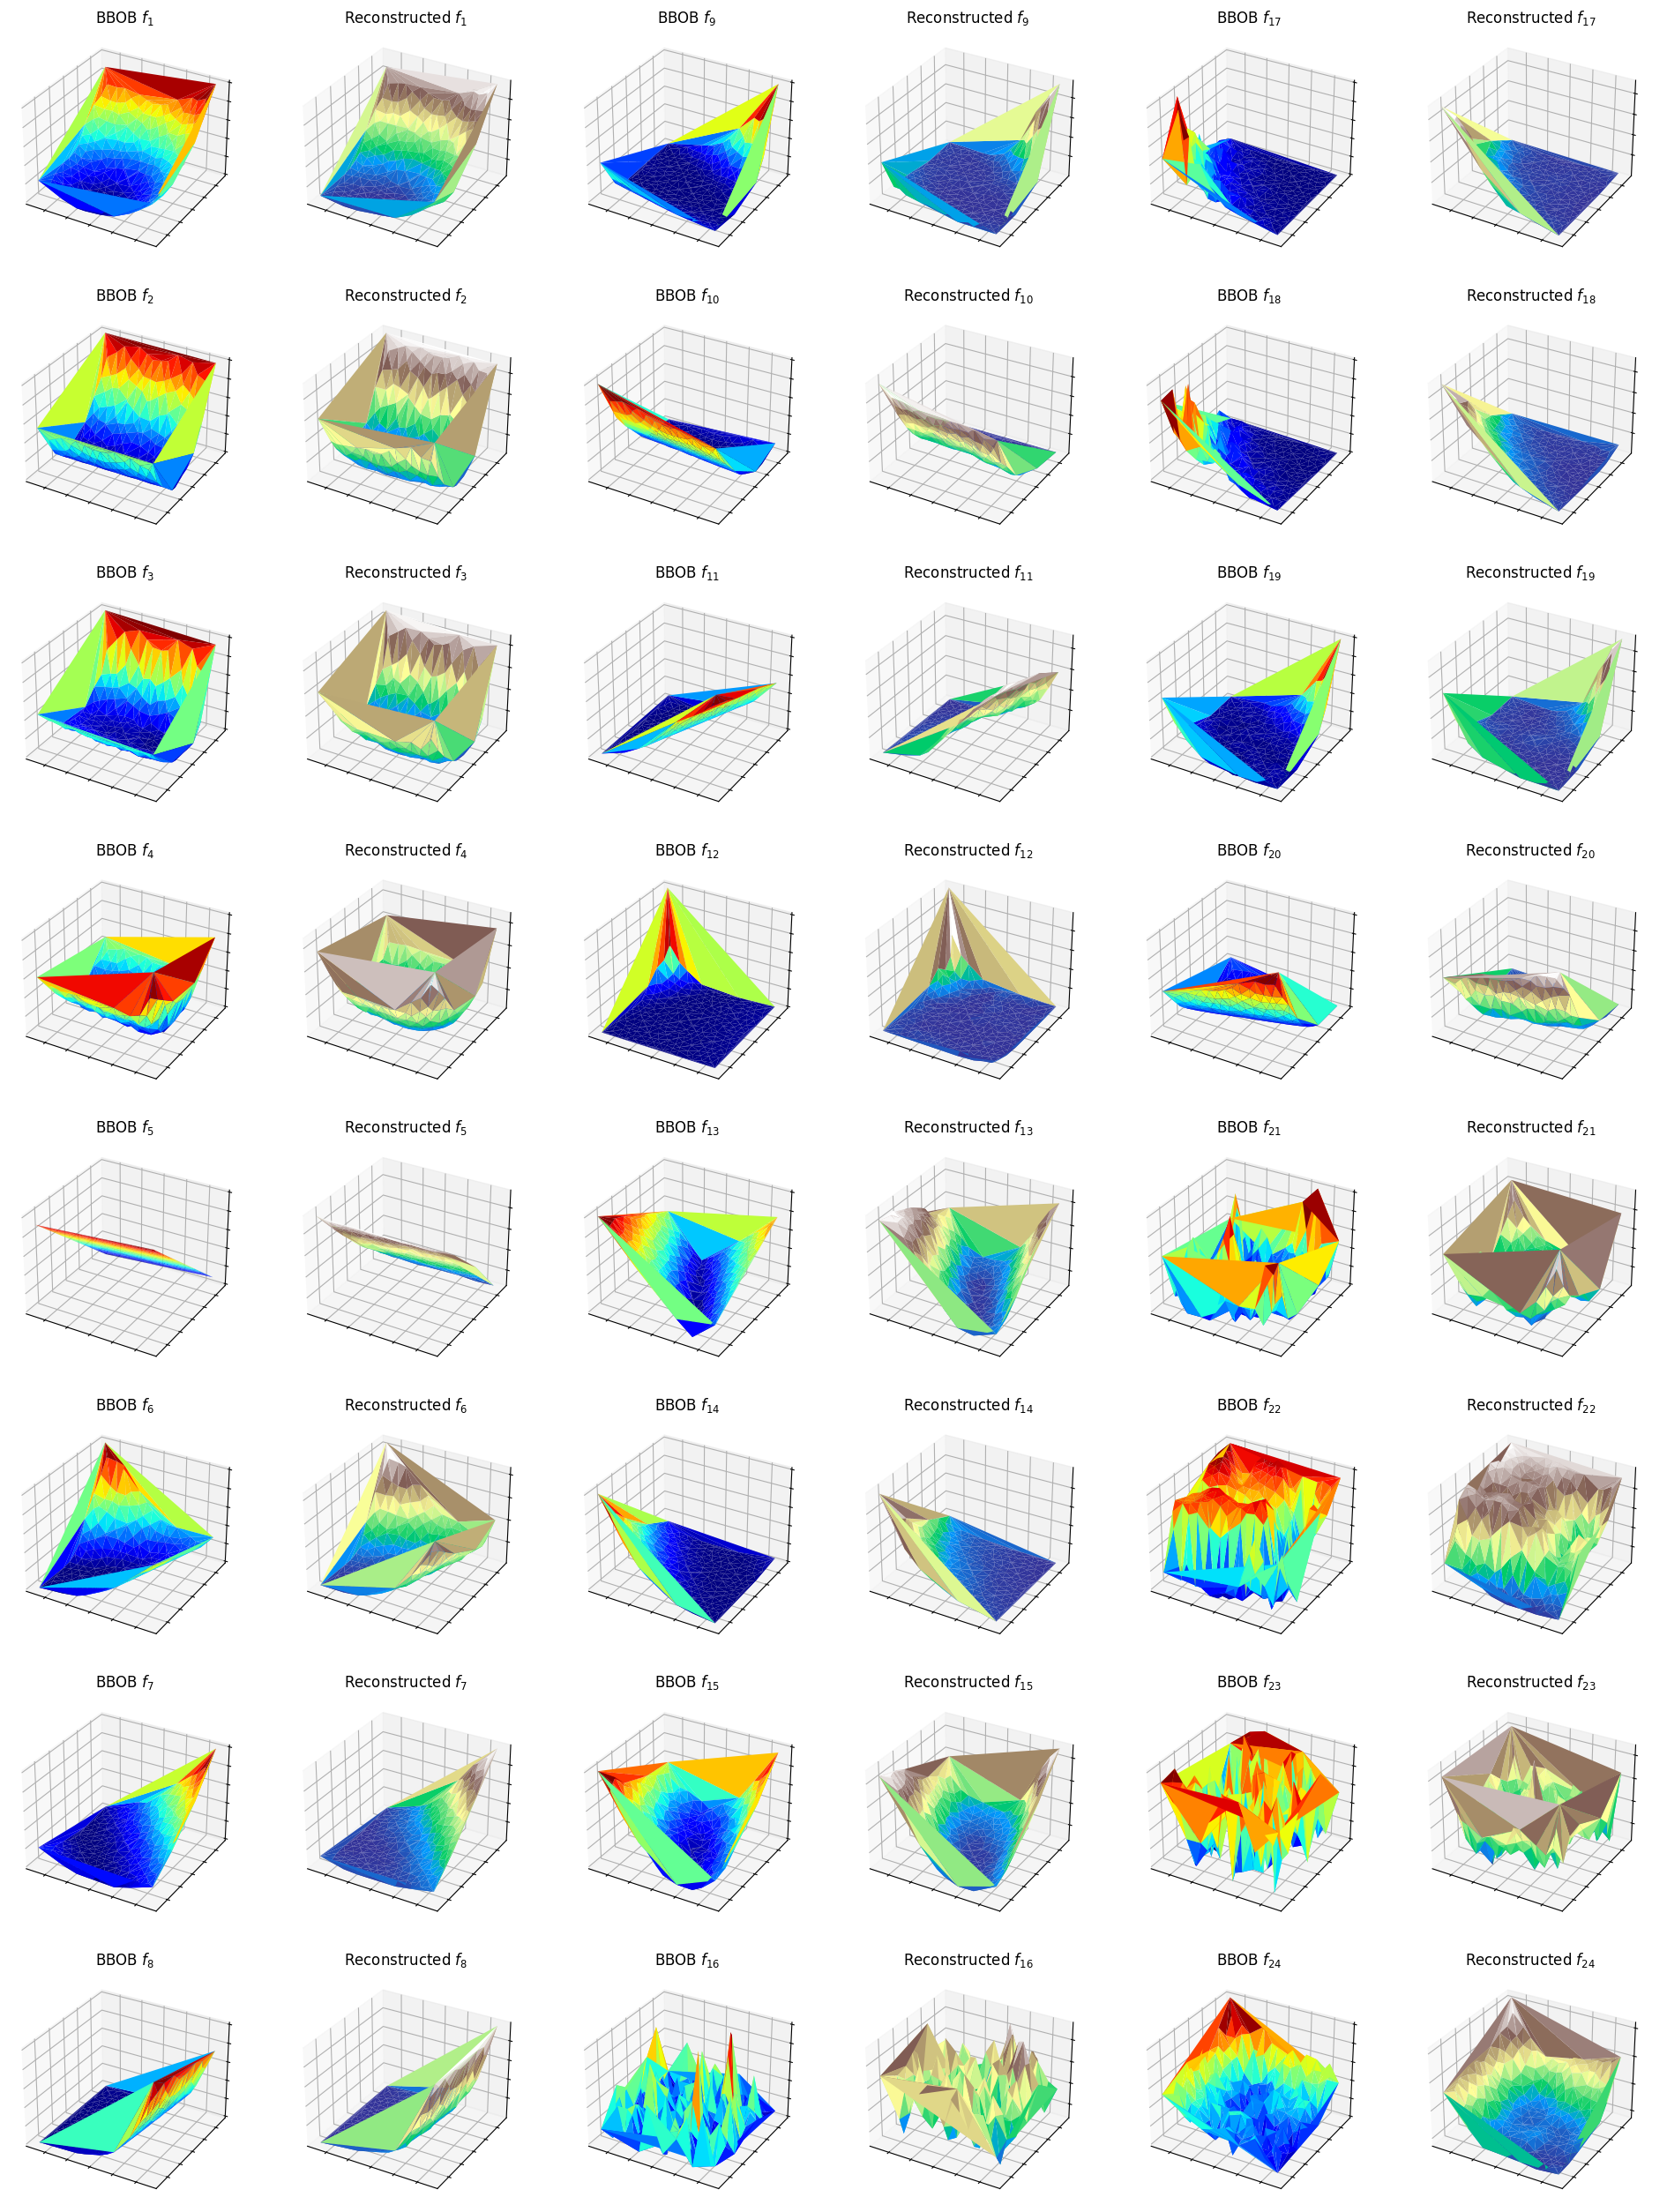 BBOB f₁ Reconstructed f₁ BBOB f₉ Reconstructed f₉ BBOB f₁₇ Reconstructed f₁₇
BBOB f₂ Reconstructed f₂ BBOB f₁₀ Reconstructed f₁₀ BBOB f₁₈ Reconstructed f₁₈
BBOB f₃ Reconstructed f₃ BBOB f₁₁ Reconstructed f₁₁ BBOB f₁₉ Reconstructed f₁₉
BBOB f₄ Reconstructed f₄ BBOB f₁₂ Reconstructed f₁₂ BBOB f₂₀ Reconstructed f₂₀
BBOB f₅ Reconstructed f₅ BBOB f₁₃ Reconstructed f₁₃ BBOB f₂₁ Reconstructed f₂₁
BBOB f₆ Reconstructed f₆ BBOB f₁₄ Reconstructed f₁₄ BBOB f₂₂ Reconstructed f₂₂
BBOB f₇ Reconstructed f₇ BBOB f₁₅ Reconstructed f₁₅ BBOB f₂₃ Reconstructed f₂₃
BBOB f₈ Reconstructed f₈ BBOB f₁₆ Reconstructed f₁₆ BBOB f₂₄ Reconstructed f₂₄